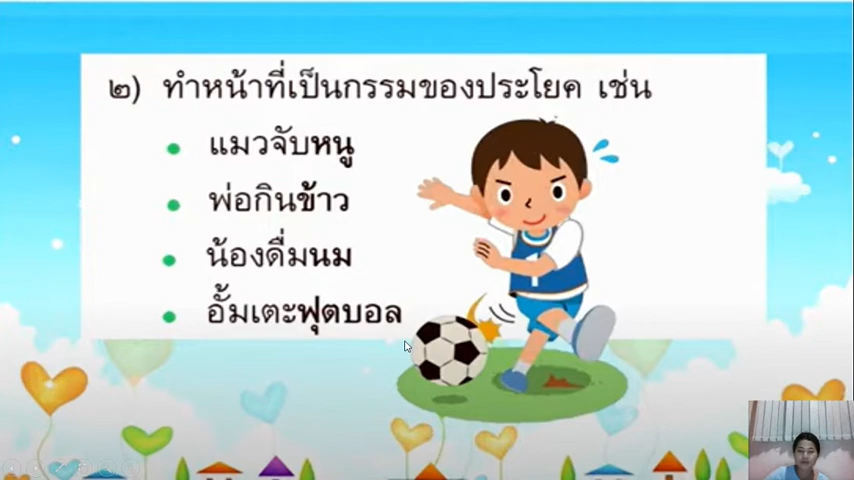 ๒) ทำหน้าที่เป็นกรรมของประโยค เช่น
แมวจับหนู
พ่อกินข้าว
น้องดื่มนม
อั้มเตะฟุตบอล
1